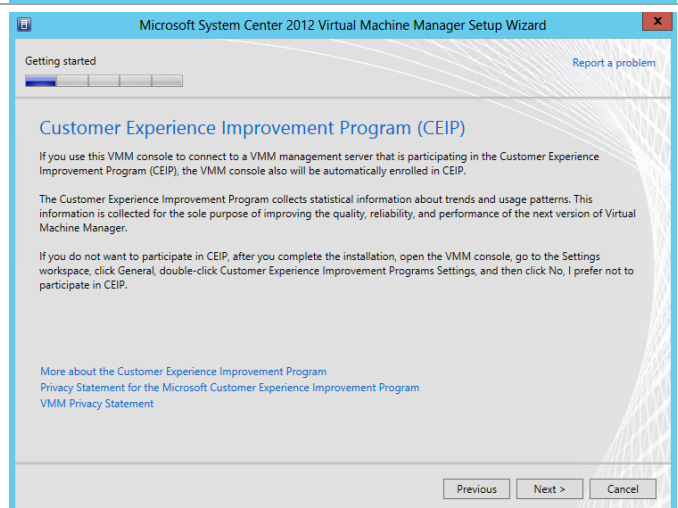 Microsoft System Center 2012 Virtual Machine Manager Setup Wizard
x
Getting started
Report a problem
Customer Experience Improvement Program (CEIP)
If you use this VMM console to connect to a VMM management server that is participating in the Customer Experience
Improvement Program (CEIP), the VMM console also will be automatically enrolled in CEIP.
The Customer Experience Improvement Program collects statistical information about trends and usage patterns. This
information is collected for the sole purpose of improving the quality, reliability, and performance of the next version of Virtual
Machine Manager.
If you do not want to participate in CEIP, after you complete the installation, open the VMM console, go to the Settings
workspace, click General, double-click Customer Experience Improvement Programs Settings, and then click No, I prefer not to
participate in CEIP.
More about the Customer Experience Improvement Program
Privacy Statement for the Microsoft Customer Experience Improvement Program
VMM Privacy Statement
Previous
Next >
Cancel